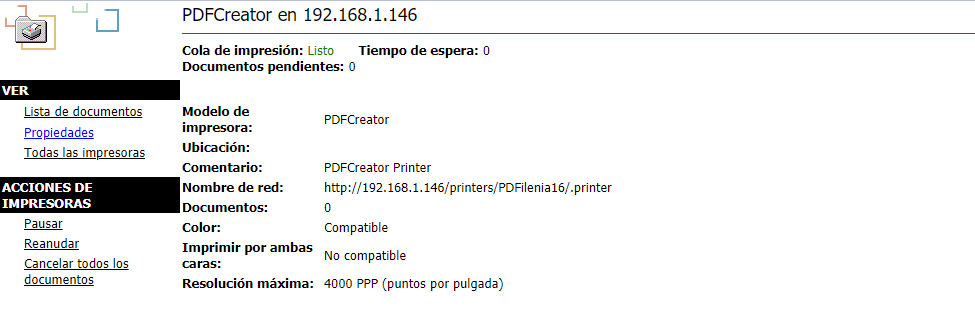 PDFCreator en 192.168.1.146
Cola de impresión: Listo Tiempo de espera: 0
Documentos pendientes: 0
VER
Lista de documentos
Propiedades
Todas las impresoras
ACCIONES DE
IMPRESORAS
Pausar
Reanudar
Cancelar todos los
documentos
Modelo de
impresora: PDFCreator
Ubicación:
Comentario: PDFCreator Printer
Nombre de red: http://192.168.1.146/printers/PDFilenia16/.printer
Documentos: 0
Color: Compatible
Imprimir por ambas
caras: No compatible
Resolución máxima: 4000 PPP (puntos por pulgada)